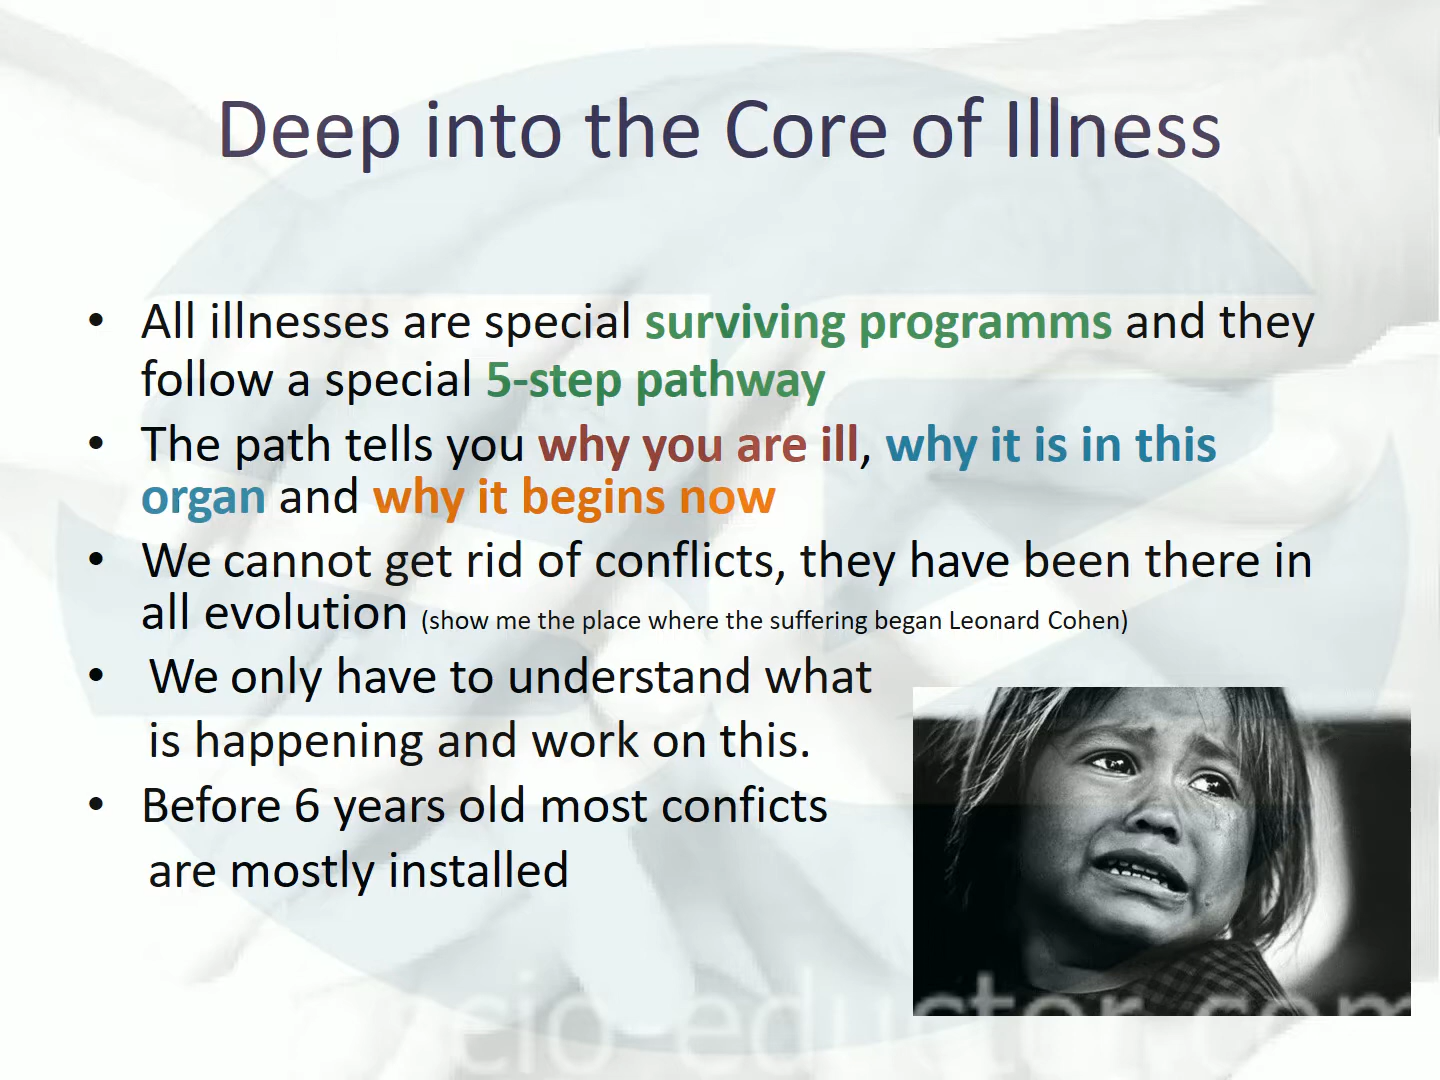 Deep into the Core of Illness
• All illnesses are special surviving programms and they
follow a special 5-step pathway
• The path tells you why you are ill, why it is in this
organ and why it begins now
• We cannot get rid of conflicts, they have been there in
all evolution (show me the place where the suffering began Leonard Cohen)
• We only have to understand what
is happening and work on this.
• Before 6 years old most conficts
are mostly installed